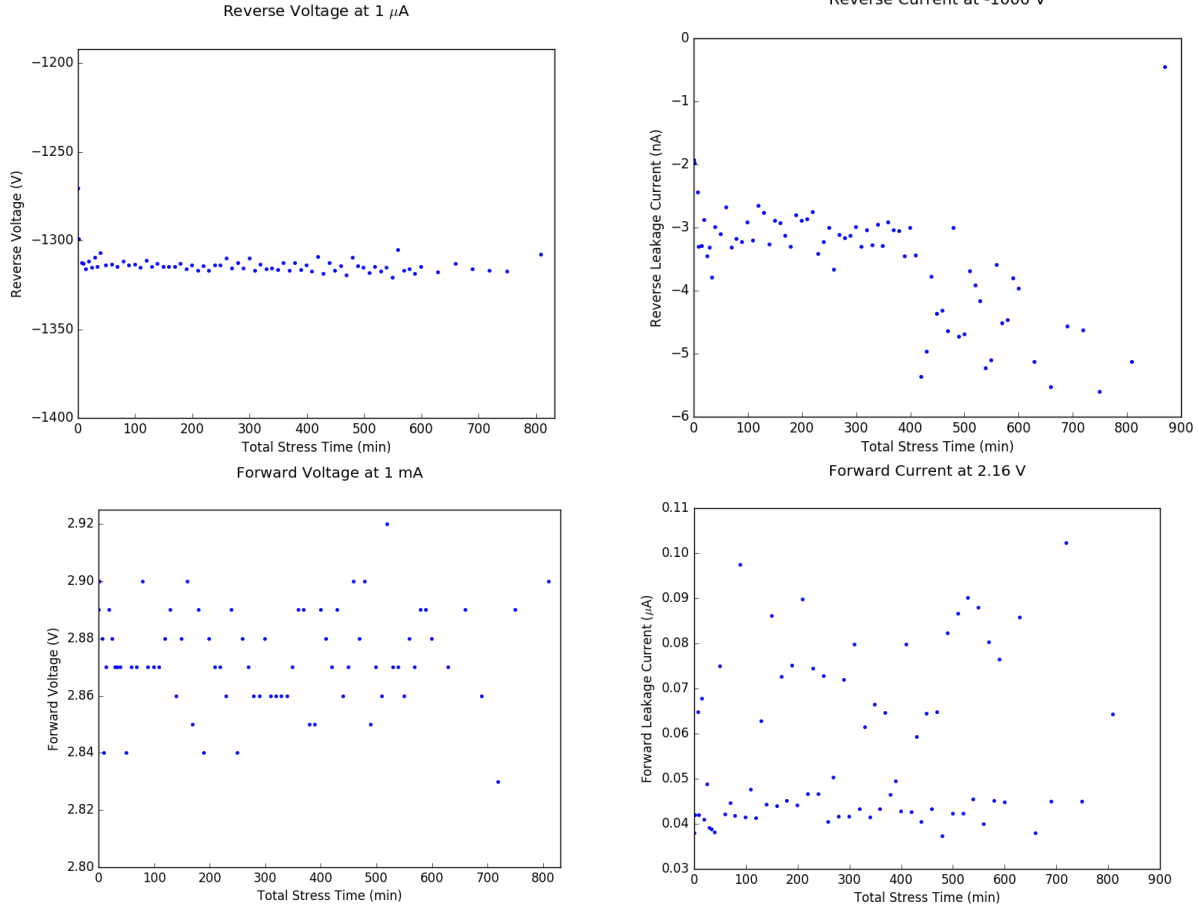 Reverse Voltage at 1 μA
−1200
−1250
−1300
−1350
−1400
Reverse Voltage (V)
0 100 200 300 400 500 600 700 800
Total Stress Time (min)
Reverse Current at -1000 V
0
−1
−2
−3
−4
−5
−6
Reverse Leakage Current (nA)
0 100 200 300 400 500 600 700 800 900
Total Stress Time (min)
Forward Voltage at 1 mA
2.92
2.90
2.88
2.86
2.84
2.82
2.80
Forward Voltage (V)
0 100 200 300 400 500 600 700 800
Total Stress Time (min)
Forward Current at 2.16 V
0.11
0.10
0.09
0.08
0.07
0.06
0.05
0.04
0.03
Forward Leakage Current (μA)
0 100 200 300 400 500 600 700 800 900
Total Stress Time (min)